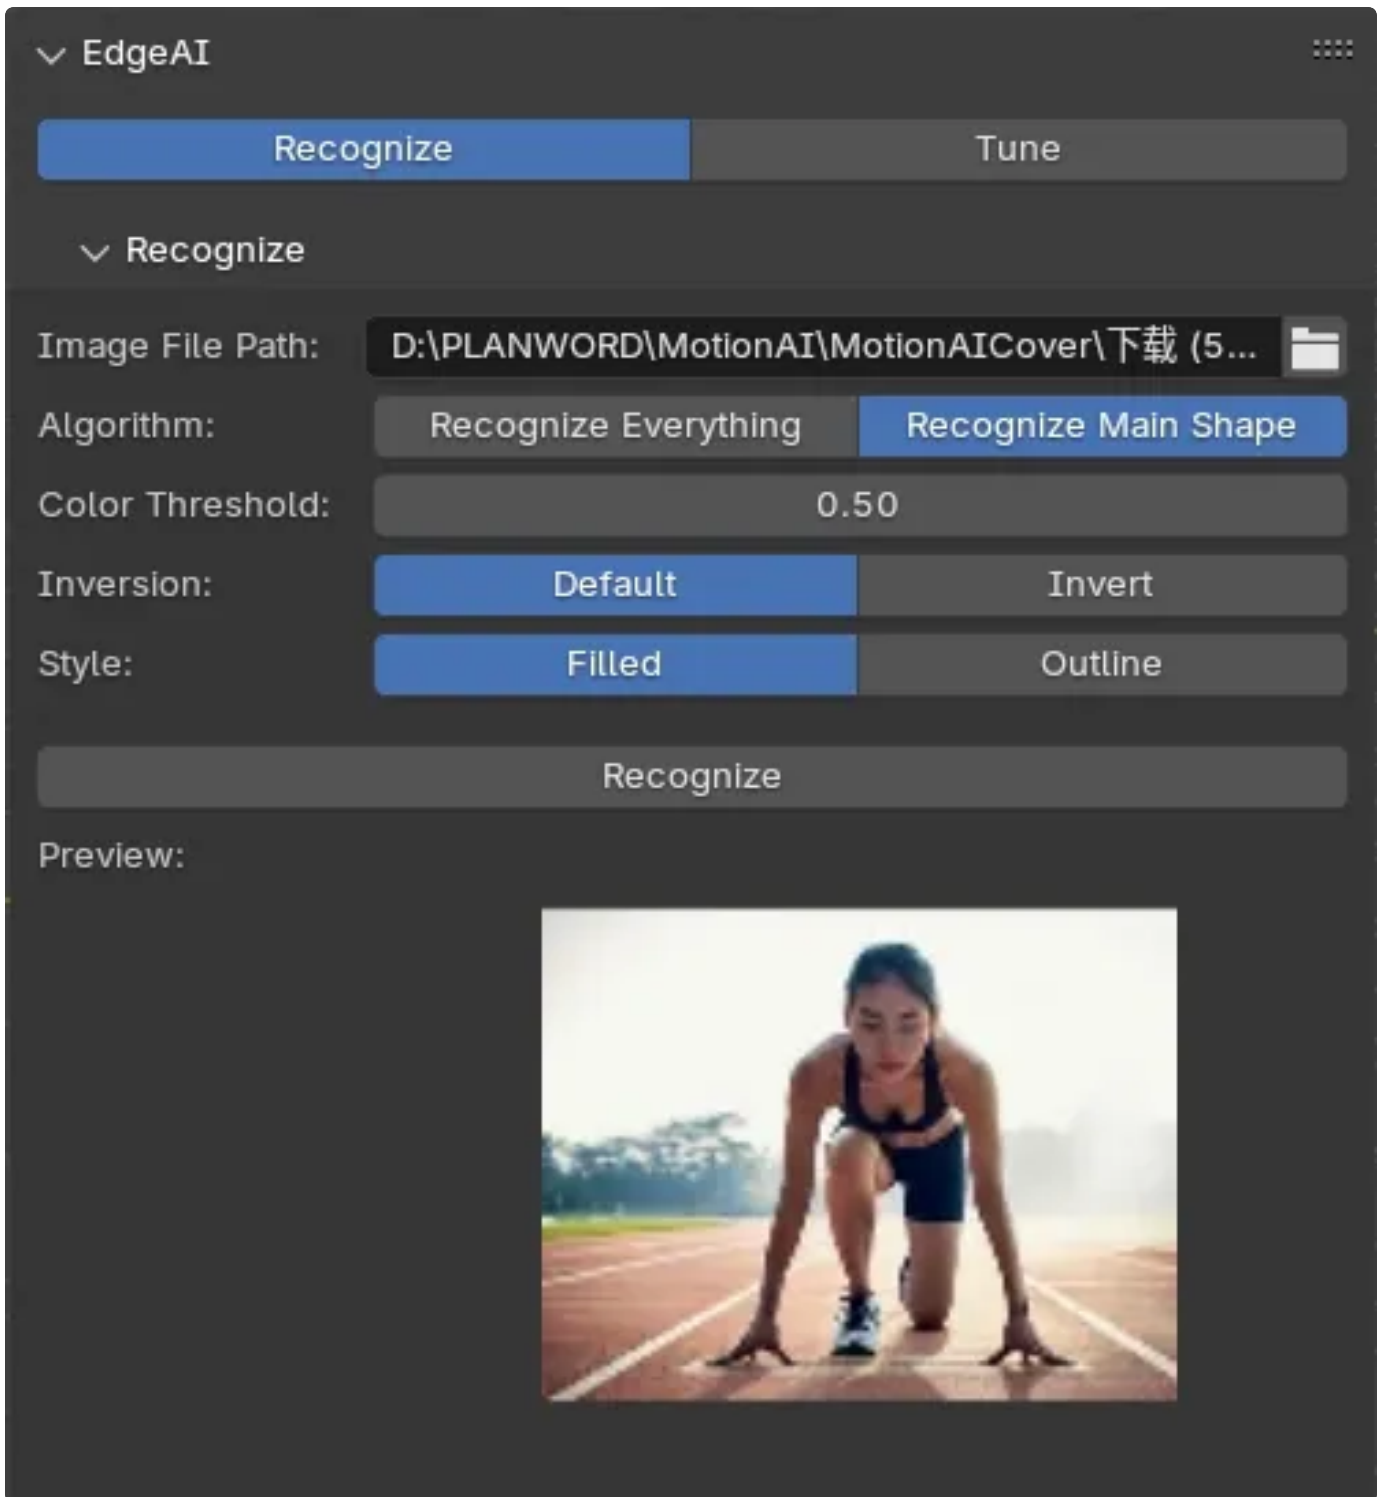 EdgeAI
Recognize Tune
Recognize
Image File Path: D:\PLANWORD\MotionAI\MotionAICover\下载 (5...
Algorithm: Recognize Everything Recognize Main Shape
Color Threshold: 0.50
Inversion: Default Invert
Style: Filled Outline
Recognize
Preview: